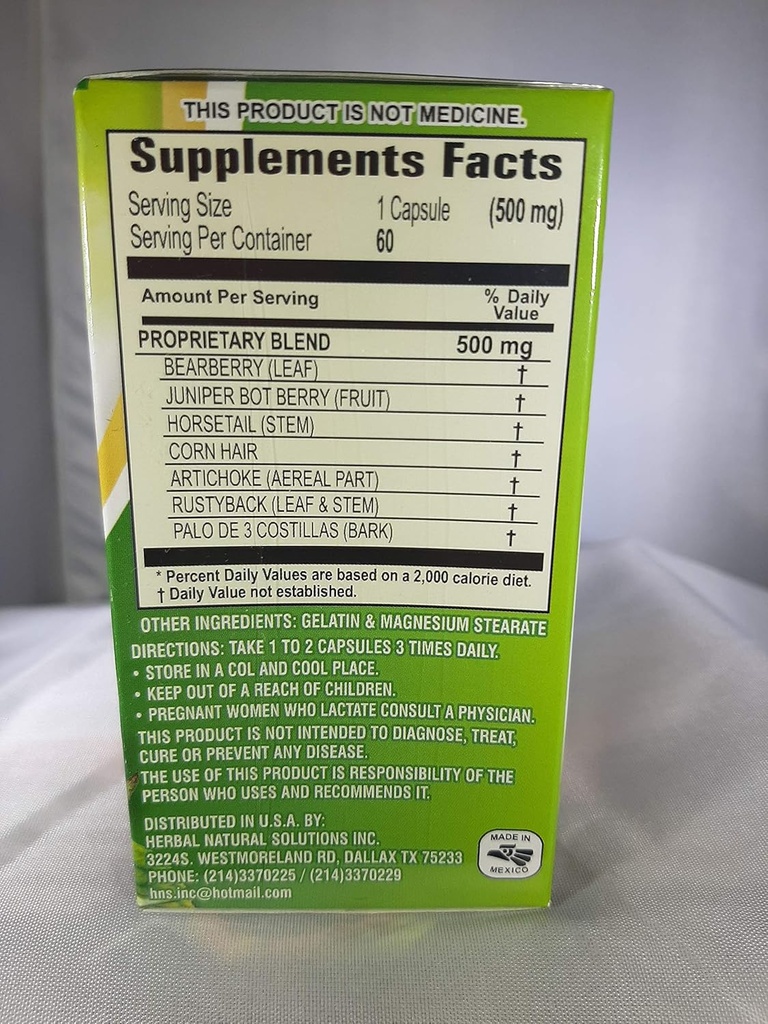 THIS PRODUCT IS NOT MEDICINE.
Supplements Facts
Serving Size 1 Capsule (500 mg)
Serving Per Container 60
Amount Per Serving % Daily Value
PROPRIETARY BLEND 500 mg
BEARBERRY (LEAF) †
JUNIPER BOT BERRY (FRUIT) †
HORSETAIL (STEM) †
CORN HAIR †
ARTICHOKE (AEREAL PART) †
RUSTYBACK (LEAF & STEM) †
PALO DE 3 COSTILLAS (BARK) †
* Percent Daily Values are based on a 2,000 calorie diet.
† Daily Value not established.
OTHER INGREDIENTS: GELATIN & MAGNESIUM STEARATE
DIRECTIONS: TAKE 1 TO 2 CAPSULES 3 TIMES DAILY.
• STORE IN A COL AND COOL PLACE.
• KEEP OUT OF A REACH OF CHILDREN.
• PREGNANT WOMEN WHO LACTATE CONSULT A PHYSICIAN.
THIS PRODUCT IS NOT INTENDED TO DIAGNOSE, TREAT,
CURE OR PREVENT ANY DISEASE.
THE USE OF THIS PRODUCT IS RESPONSIBILITY OF THE
PERSON WHO USES AND RECOMMENDS IT.
DISTRIBUTED IN U.S.A. BY:
HERBAL NATURAL SOLUTIONS INC.
3224S. WESTMORELAND RD, DALLAX TX 75233
PHONE: (214)3370225 / (214)3370229
hns.inc@hotmail.com
MADE IN
MEXICO